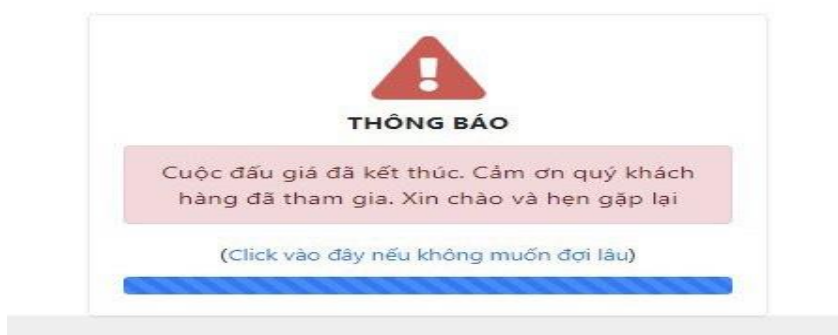 THÔNG BÁO
Cuộc đấu giá đã kết thúc. Cảm ơn quý khách
hàng đã tham gia. Xin chào và hẹn gặp lại
(Click vào đây nếu không muốn đợi lâu)